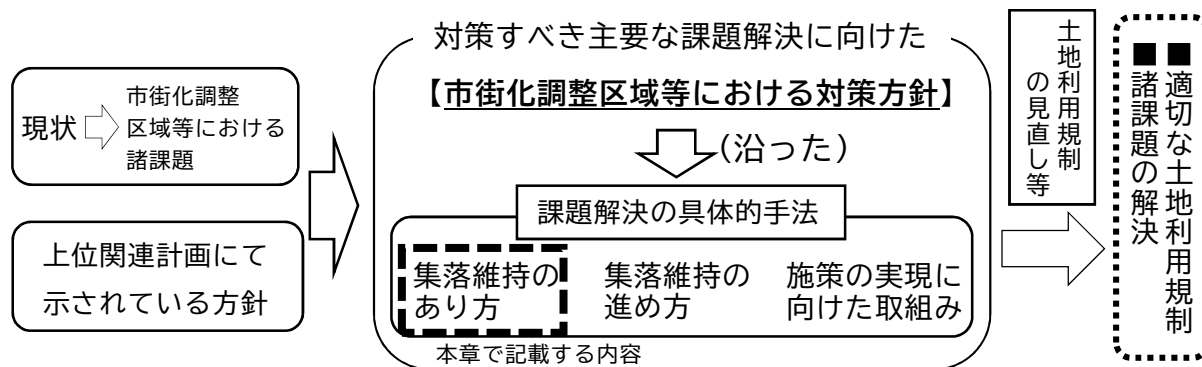 現状
市街化調整
区域等における
諸課題
上位関連計画にて
示されている方針
対策すべき主要な課題解決に向けた
【市街化調整区域等における対策方針】
(沿った)
課題解決の具体的手法
集落維持の
あり方
集落維持の
進め方
施策の実現に
向けた取組み
本章で記載する内容
土地利用規制
の見直し等
■適切な土地利用規制
■諸課題の解決